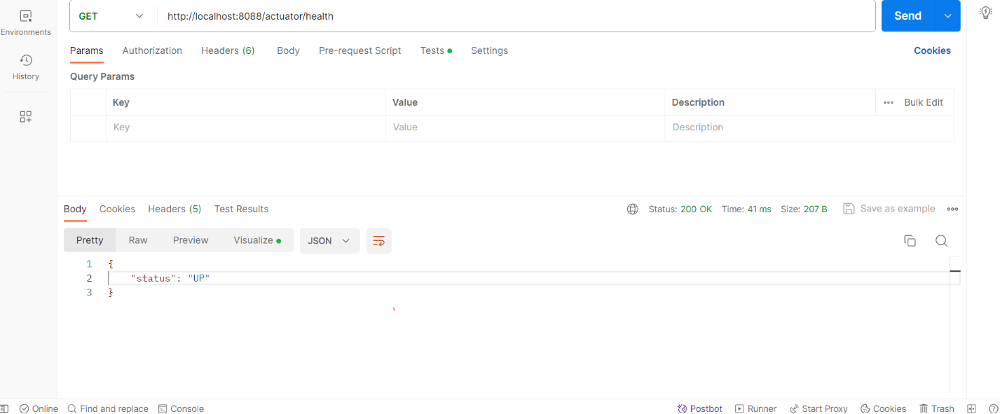 GET http://localhost:8088/actuator/health Send
Environments
Params Authorization Headers (6) Body Pre-request Script Tests Settings Cookies
History
Query Params
Key Value Description Bulk Edit
Key Value Description
Body Cookies Headers (5) Test Results Status: 200 OK Time: 41 ms Size: 207 B Save as example
Pretty Raw Preview Visualize JSON
1 {
2 "status": "UP"
3 }
Online Find and replace Console Postbot Runner Start Proxy Cookies Trash